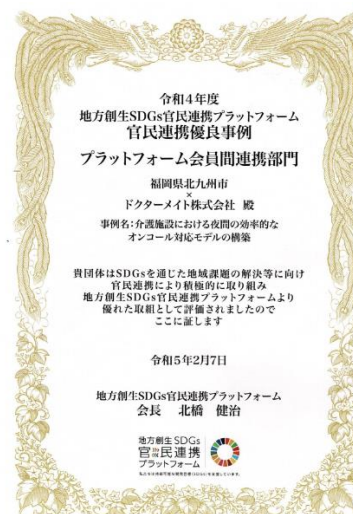 令和4年度
地方創生SDGs官民連携プラットフォーム
官民連携優良事例
プラットフォーム会員間連携部門
福岡県北九州市
×
ドクターメイト株式会社 殿
事例名:介護施設における夜間の効率的な
オンコール対応モデルの構築
貴団体はSDGsを通じた地域課題の解決等に向け
官民連携により積極的に取り組み
地方創生SDGs官民連携プラットフォームより
優れた取組として評価されましたので
ここに証します
令和5年2月7日
地方創生SDGs官民連携プラットフォーム
会長 北橋 健治
地方創生SDGs
官民連携
プラットフォーム